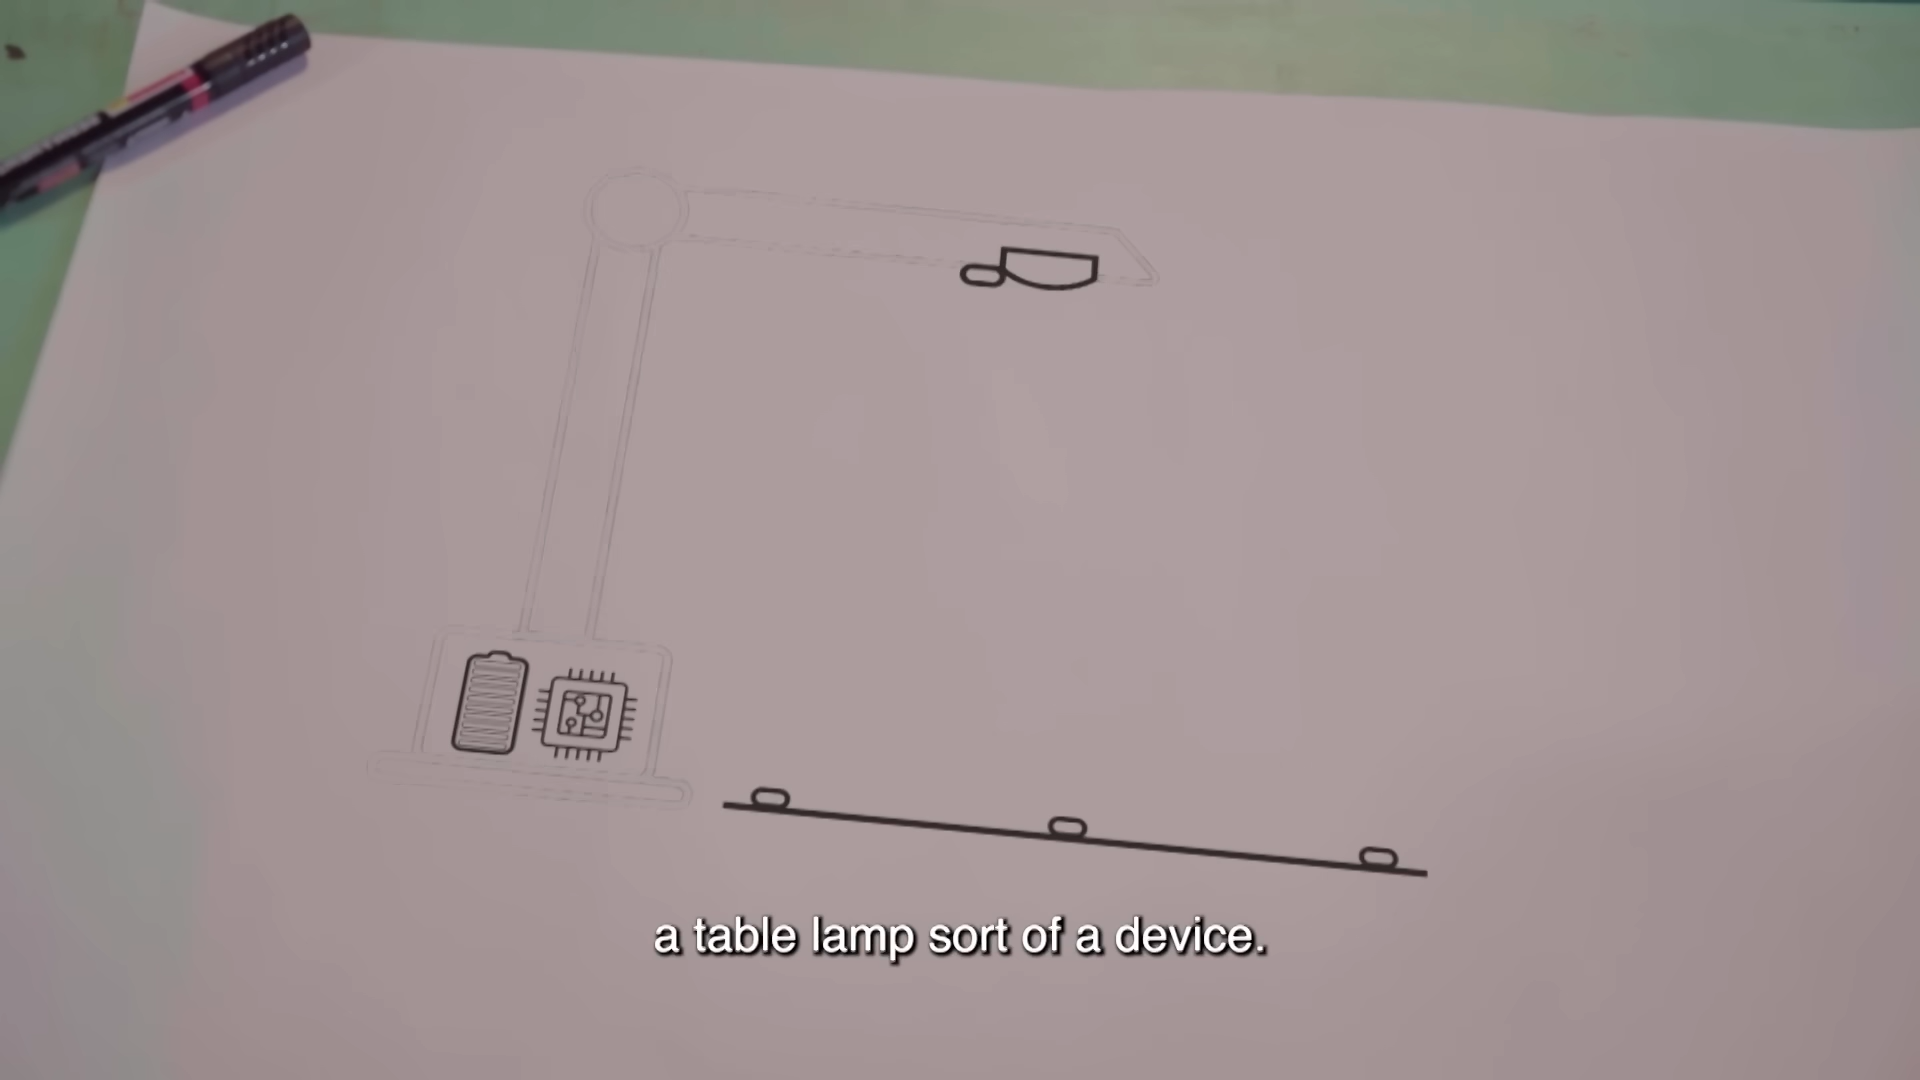 a table lamp sort of a device.